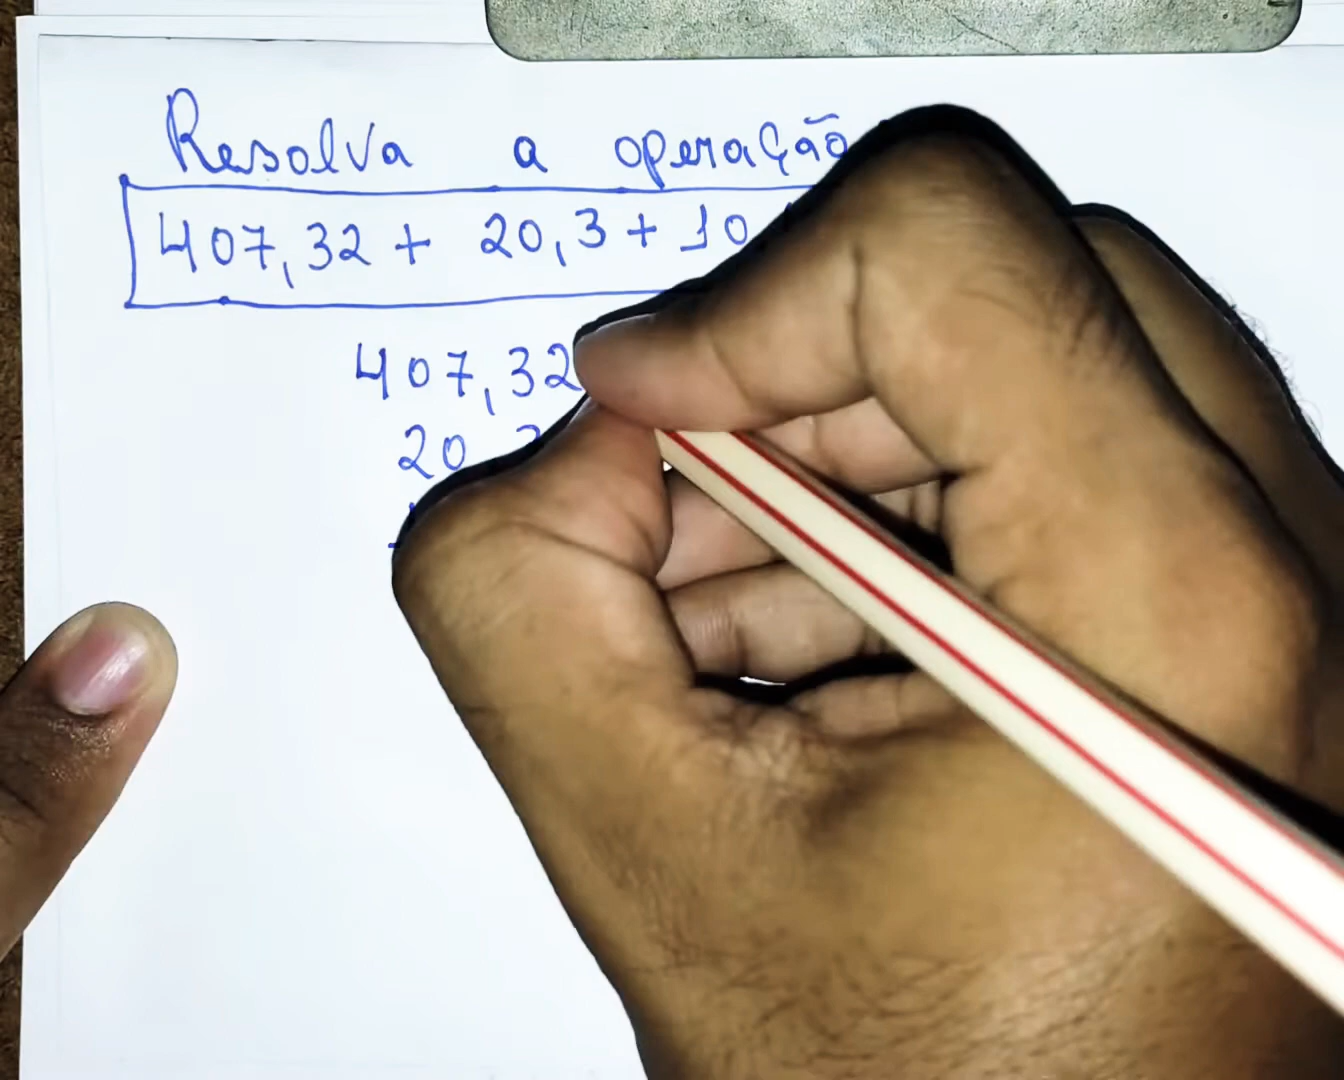 Resolva a operação
407,32 + 20,3 + 10
407,32
20